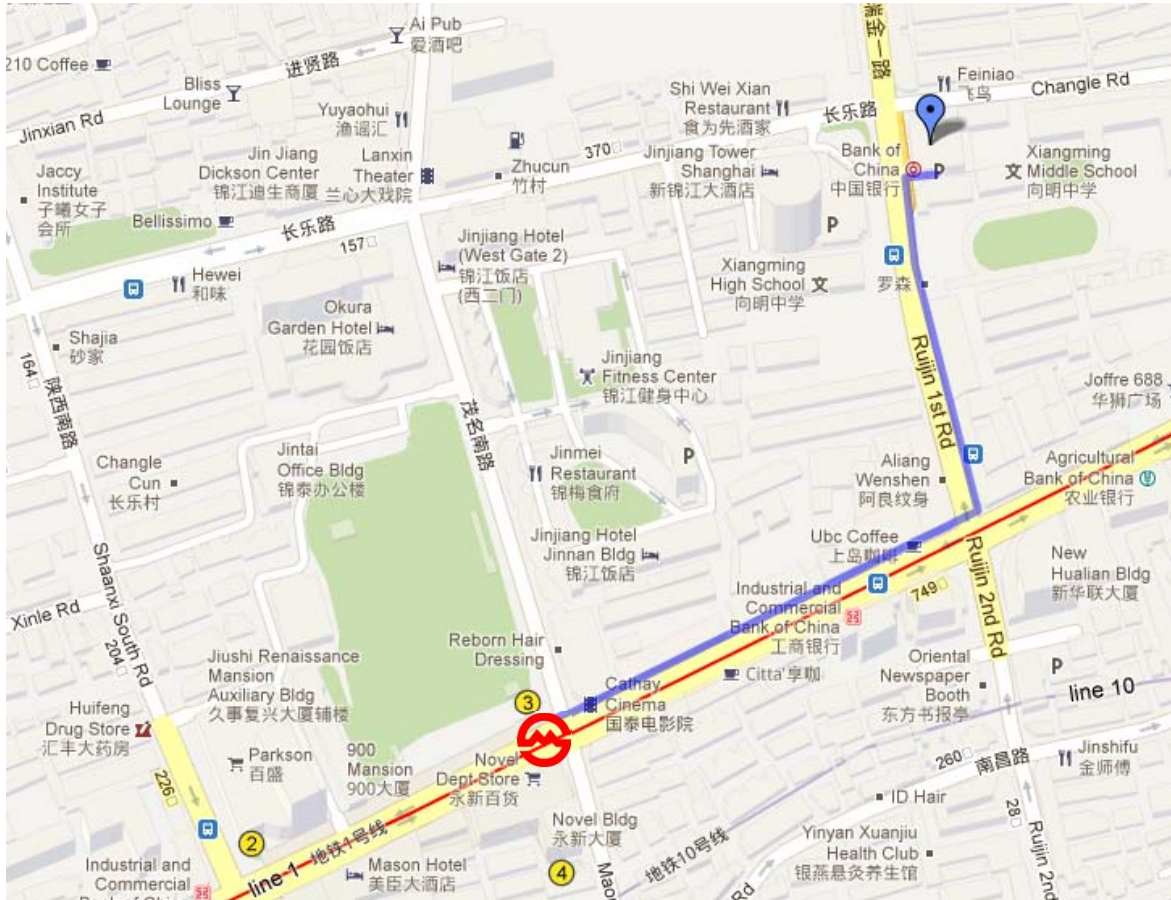 Ai Pub
爱酒吧
210 Coffee
进贤路
Bliss
Lounge
Jinxian Rd
Yuyaohui
渔谣汇
Shi Wei Xian
Restaurant
食为先酒家
瑞金一路
Feiniao
飞鸟
Changle Rd
长乐路
Jaccy
Institute
子曦女子
会所
Jin Jiang
Dickson Center
锦江迪生商厦
Lanxin
Theater
兰心大戏院
Zhucun
竹村
370
Jinjiang Tower
Shanghai
新锦江大酒店
Bank of
China
中国银行
P
Xiangming
Middle School
向明中学
文
Bellissimo
长乐路
157
Jinjiang Hotel
(West Gate 2)
锦江饭店
(西二门)
P
Xiangming
High School
向明中学
文
罗森
Hewei
和味
Okura
Garden Hotel
花园饭店
Shajia
砂家
164
陕西南路
Jinjiang
Fitness Center
锦江健身中心
Ruijin 1st Rd
Joffre 688
华狮广场
茂名南路
Changle
Cun
长乐村
Jintai
Office Bldg
锦泰办公楼
Jinmei
Restaurant
锦梅食府
P
Aliang
Wenshen
阿良纹身
Agricultural
Bank of China
农业银行
Jinjiang Hotel
Jinnan Bldg
锦江饭店
Ubc Coffee
上岛咖啡
Shaanxi South Rd
Xinle Rd
204
Industrial and
Commercial
Bank of China
工商银行
749
Ruijin 2nd Rd
New
Hualian Bldg
新华联大厦
Reborn Hair
Dressing
Jiushi Renaissance
Mansion
Auxiliary Bldg
久事复兴大厦辅楼
Citta'享咖
Oriental
Newspaper
Booth
东方书报亭
P
line 10
Huifeng
Drug Store
汇丰大药房
3
Cathay
Cinema
国泰电影院
Parkson
百盛
900
Mansion
900大厦
Novel
Dept Store
永新百货
260
南昌路
Jinshifu
金师傅
226
ID Hair
28
2
line 1
地铁1号线
Novel Bldg
永新大厦
Yinyan Xuanjiu
Health Club
银燕悬灸养生馆
Ruijin 2nd
Industrial and
Commercial
Bank of China
Mason Hotel
美臣大酒店
4
Mao
地铁10号线
Rd